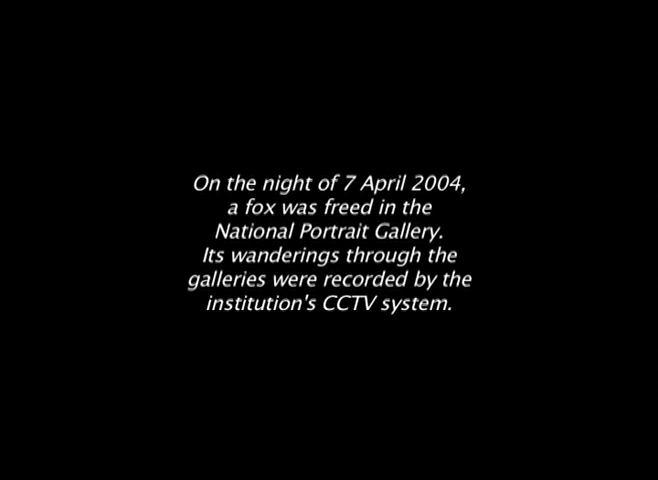 On the night of 7 April 2004,
a fox was freed in the
National Portrait Gallery.
Its wanderings through the
galleries were recorded by the
institution's CCTV system.